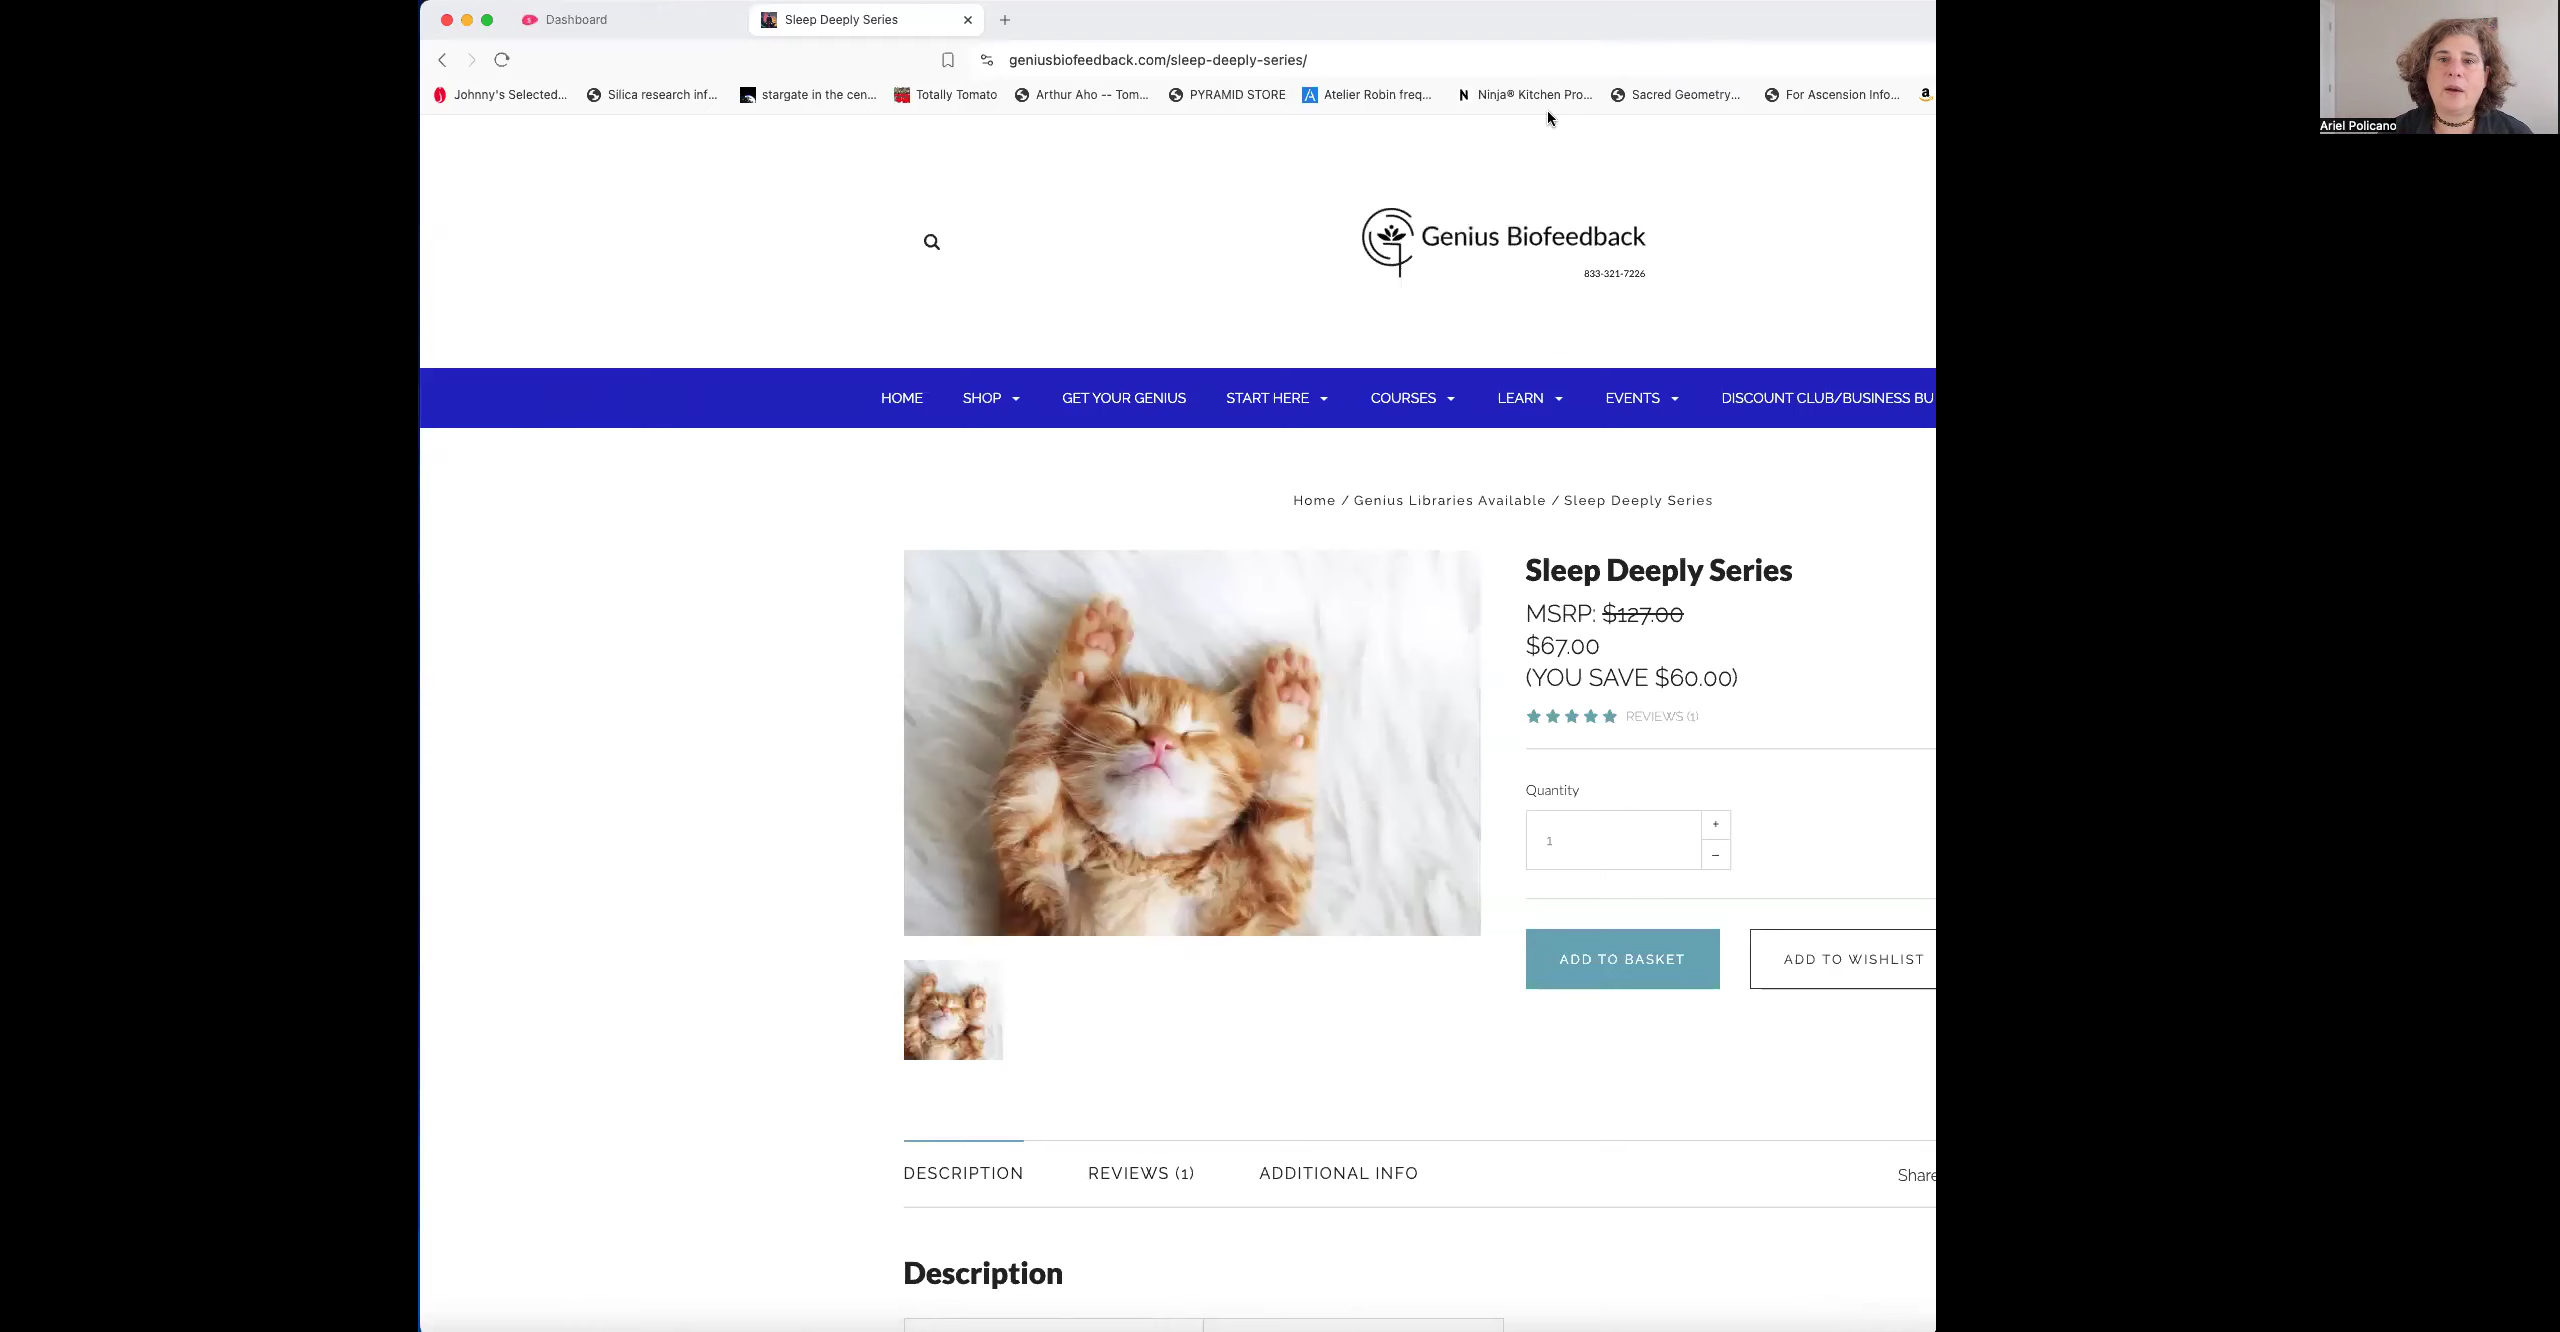 Dashboard
Sleep Deeply Series
geniusbiofeedback.com/sleep-deeply-series/
Johnny's Selected... Silica research inf... stargate in the cen... Totally Tomato Arthur Aho -- Tom... PYRAMID STORE Atelier Robin freq... Ninja® Kitchen Pro... Sacred Geometry... For Ascension Info...
Ariel Policano
Genius Biofeedback
833-321-7226
HOME SHOP GET YOUR GENIUS START HERE COURSES LEARN EVENTS DISCOUNT CLUB/BUSINESS BU
Home / Genius Libraries Available / Sleep Deeply Series
Sleep Deeply Series
MSRP: $127.00
$67.00
(YOU SAVE $60.00)
REVIEWS (1)
Quantity
1
ADD TO BASKET
ADD TO WISHLIST
DESCRIPTION REVIEWS (1) ADDITIONAL INFO Share
Description